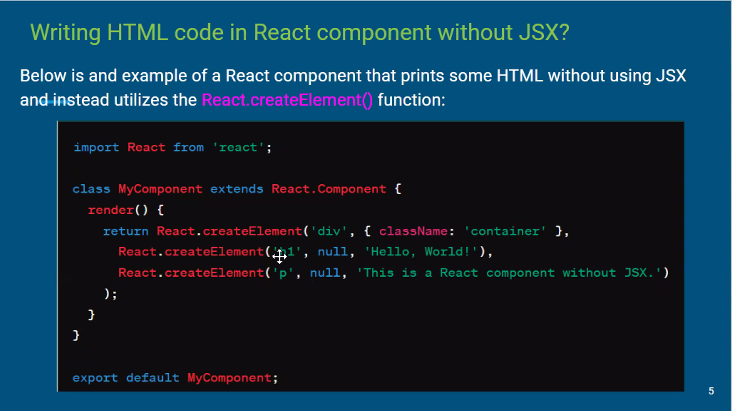 Writing HTML code in React component without JSX?
Below is and example of a React component that prints some HTML without using JSX
and instead utilizes the React.createElement() function:
import React from 'react';
class MyComponent extends React.Component {
render() {
return React.createElement('div', { className: 'container' },
React.createElement('h1', null, 'Hello, World!'),
React.createElement('p', null, 'This is a React component without JSX.')
);
}
}
export default MyComponent;
5